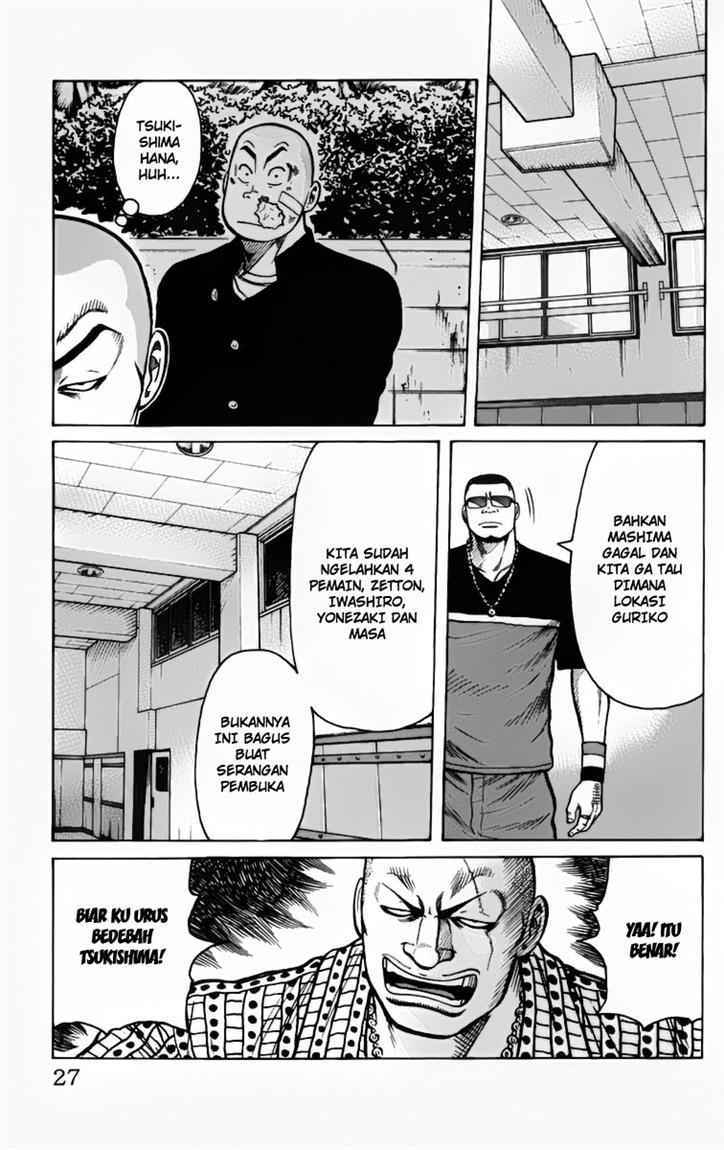 TSUKI-
SHIMA
HANA,
HUH...
BAHKAN
MASHIMA
GAGAL DAN
KITA GA TAU
DIMANA
LOKASI
GURIKO
KITA SUDAH
NGELAHKAN 4
PEMAIN, ZETTON,
IWASHIRO,
YONEZAKI DAN
MASA
BUKANNYA
INI BAGUS
BUAT
SERANGAN
PEMBUKA
YAA! ITU
BENAR!
BIAR KU URUS
BEDEBAH
TSUKISHIMA!
27